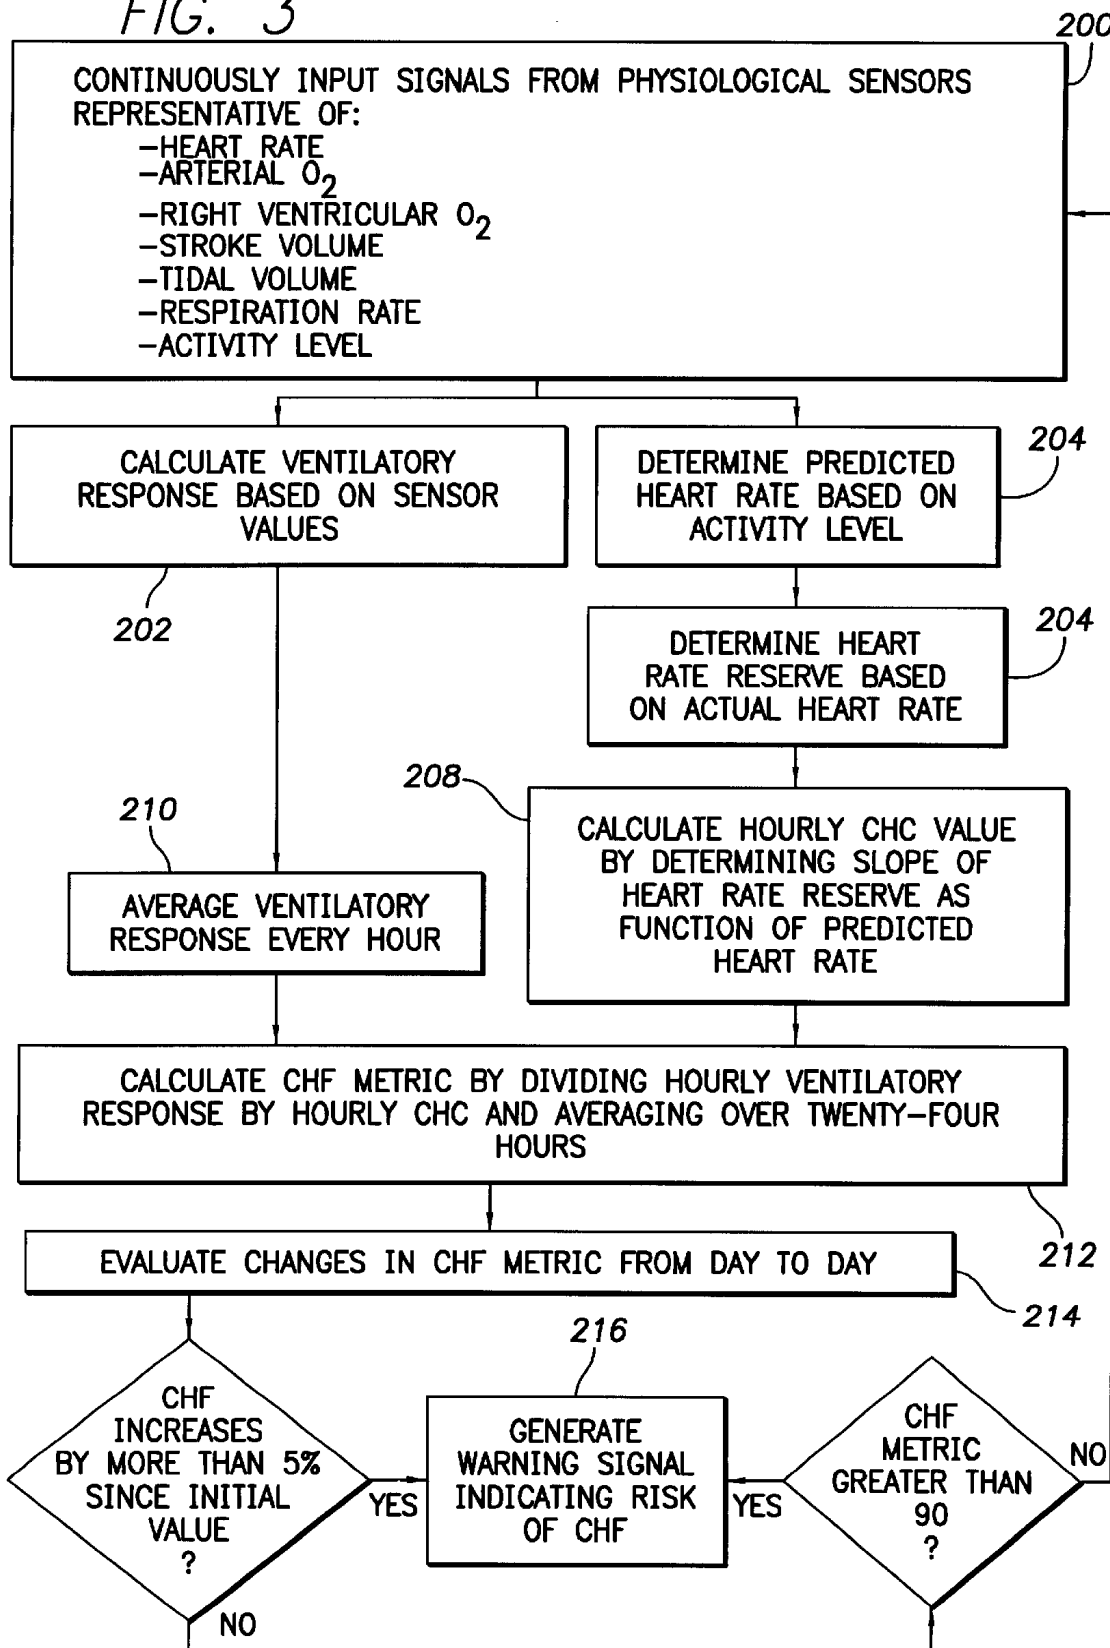 FIG. 3
200
CONTINUOUSLY INPUT SIGNALS FROM PHYSIOLOGICAL SENSORS
REPRESENTATIVE OF:
-HEART RATE
-ARTERIAL O2
-RIGHT VENTRICULAR O2
-STROKE VOLUME
-TIDAL VOLUME
-RESPIRATION RATE
-ACTIVITY LEVEL
CALCULATE VENTILATORY
RESPONSE BASED ON SENSOR
VALUES
202
DETERMINE PREDICTED
HEART RATE BASED ON
ACTIVITY LEVEL
204
DETERMINE HEART
RATE RESERVE BASED
ON ACTUAL HEART RATE
204
208
CALCULATE HOURLY CHC VALUE
BY DETERMINING SLOPE OF
HEART RATE RESERVE AS
FUNCTION OF PREDICTED
HEART RATE
210
AVERAGE VENTILATORY
RESPONSE EVERY HOUR
CALCULATE CHF METRIC BY DIVIDING HOURLY VENTILATORY
RESPONSE BY HOURLY CHC AND AVERAGING OVER TWENTY-FOUR
HOURS
212
EVALUATE CHANGES IN CHF METRIC FROM DAY TO DAY
214
CHF
INCREASES
BY MORE THAN 5%
SINCE INITIAL
VALUE
?
YES
NO
216
GENERATE
WARNING SIGNAL
INDICATING RISK
OF CHF
YES
CHF
METRIC
GREATER THAN
90
?
NO